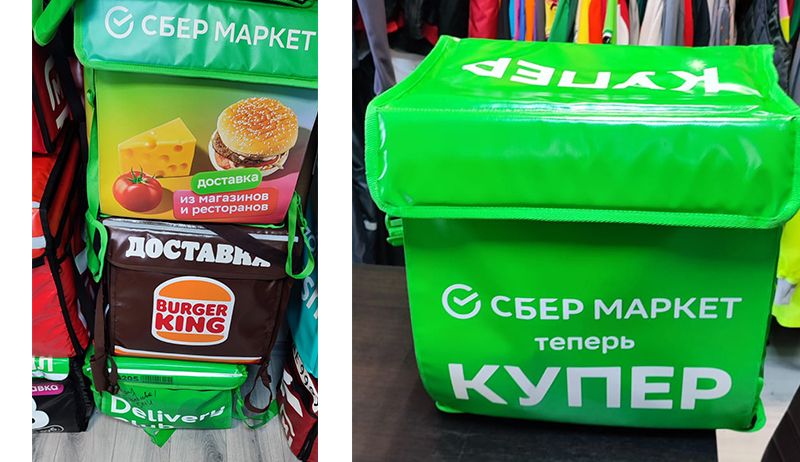 СБЕР МАРКЕТ
доставка
из магазинов
и ресторанов
ДОСТАВКА
BURGER
KING
Delivery
КУПЕР
СБЕР МАРКЕТ
теперь
КУПЕР